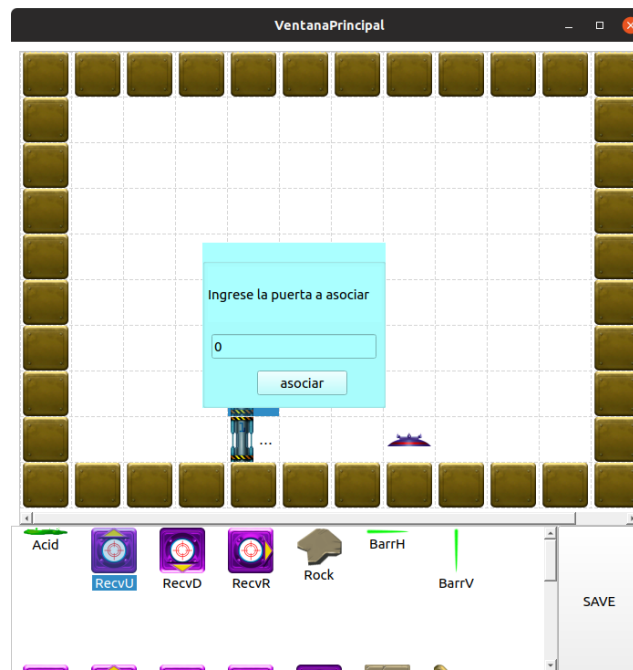 VentanaPrincipal
Ingrese la puerta a asociar
0
asociar
...
Acid
RecvU
RecvD
RecvR
Rock
BarrH
BarrV
SAVE